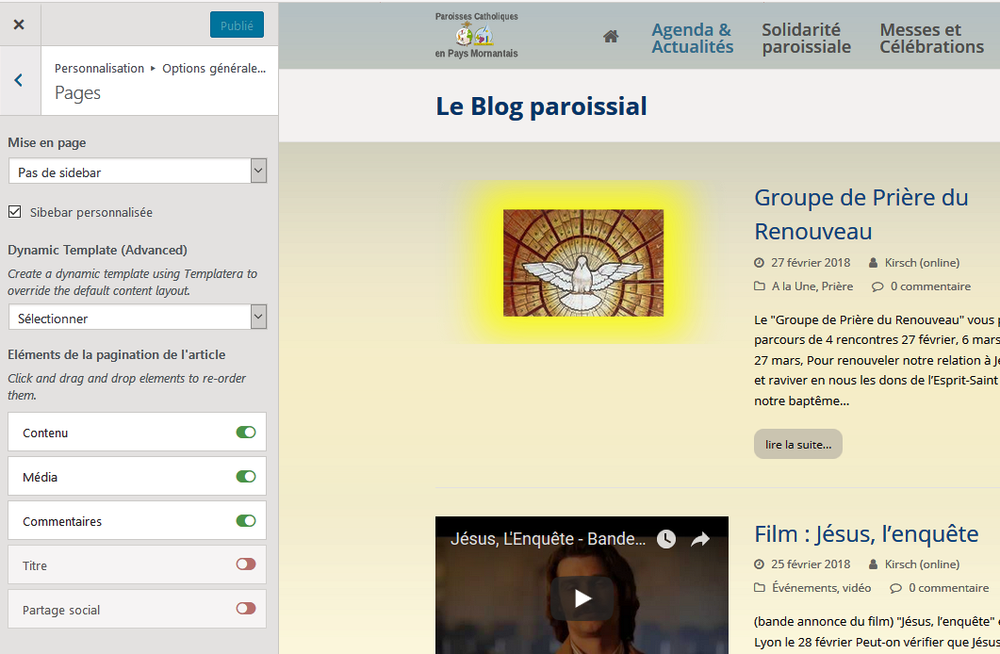 Publié
Personnalisation ▸ Options générale...
Pages
Mise en page
Pas de sidebar
Sibebar personnalisée
Dynamic Template (Advanced)
Create a dynamic template using Templatera to
override the default content layout.
Sélectionner
Eléments de la pagination de l'article
Click and drag and drop elements to re-order
them.
Contenu
Média
Commentaires
Titre
Partage social
Paroisses Catholiques
en Pays Mornantais
Agenda &
Actualités
Solidarité
paroissiale
Messes et
Célébrations
Le Blog paroissial
Groupe de Prière du
Renouveau
27 février 2018 Kirsch (online)
A la Une, Prière 0 commentaire
Le "Groupe de Prière du Renouveau" vous
parcours de 4 rencontres 27 février, 6 mars
27 mars, Pour renouveler notre relation à
et raviver en nous les dons de l'Esprit-Saint
notre baptême...
lire la suite...
Jésus, L'Enquête - Bande...
Film : Jésus, l’enquête
25 février 2018 Kirsch (online)
Événements, vidéo 0 commentaire
(bande annonce du film) "Jésus, l’enquête"
Lyon le 28 février Peut-on vérifier que Jésus